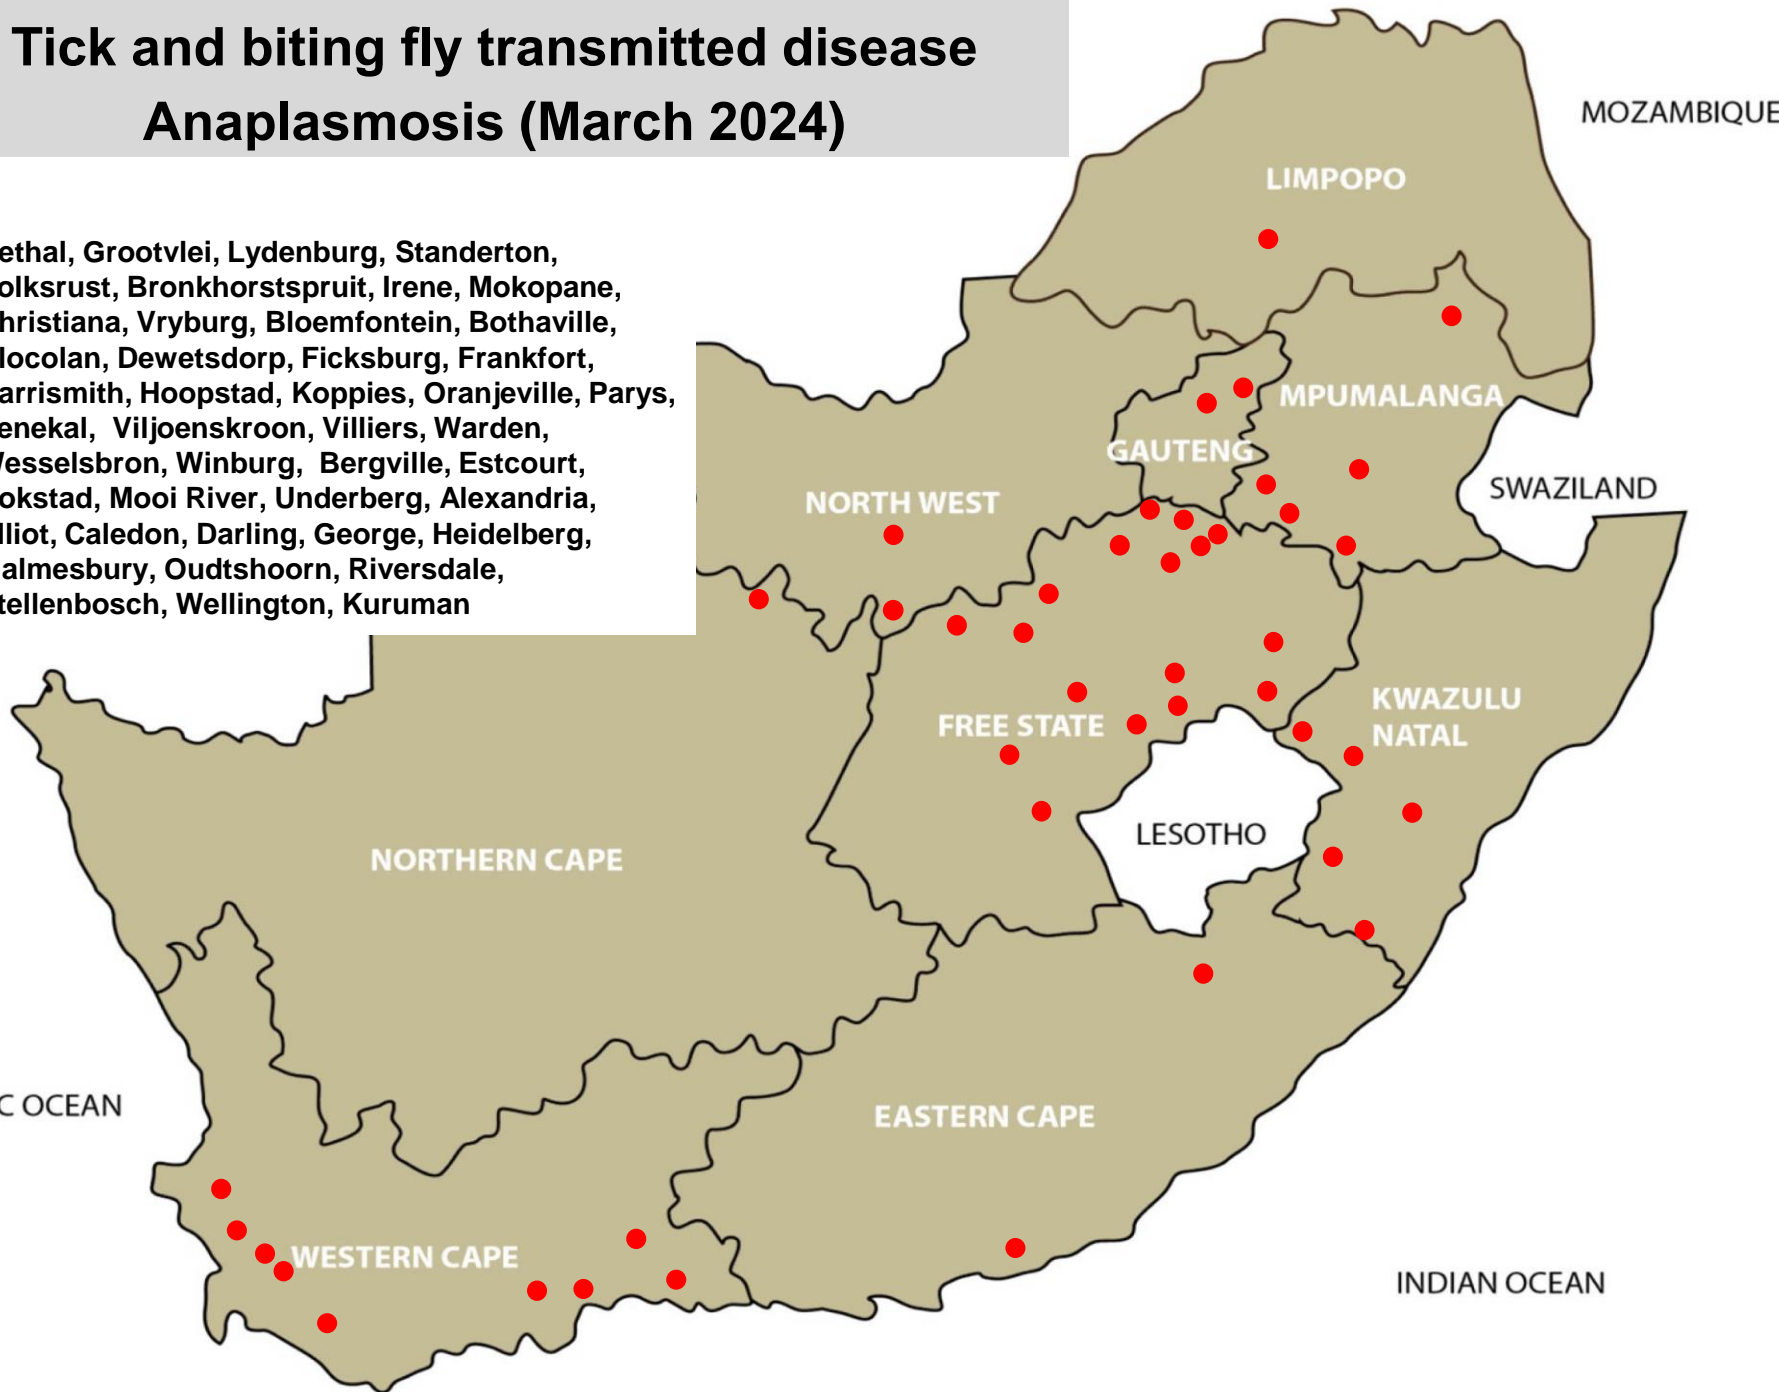 Tick and biting fly transmitted disease
Anaplasmosis (March 2024)
MOZAMBIQUE
LIMPOPO
ethal, Grootvlei, Lydenburg, Standerton,
olksrust, Bronkhorstspruit, Irene, Mokopane,
hristiana, Vryburg, Bloemfontein, Bothaville,
locolan, Dewetsdorp, Ficksburg, Frankfort,
arrismith, Hoopstad, Koppies, Oranjeville, Parys,
enekal, Viljoenskroon, Villiers, Warden,
Wesselsbron, Winburg, Bergville, Estcourt,
okstad, Mooi River, Underberg, Alexandria,
lliot, Caledon, Darling, George, Heidelberg,
almesbury, Oudtshoorn, Riversdale,
tellenbosch, Wellington, Kuruman
MPUMALANGA
GAUTENG
SWAZILAND
NORTH WEST
KWAZULU
NATAL
FREE STATE
LESOTHO
NORTHERN CAPE
C OCEAN
EASTERN CAPE
WESTERN CAPE
INDIAN OCEAN